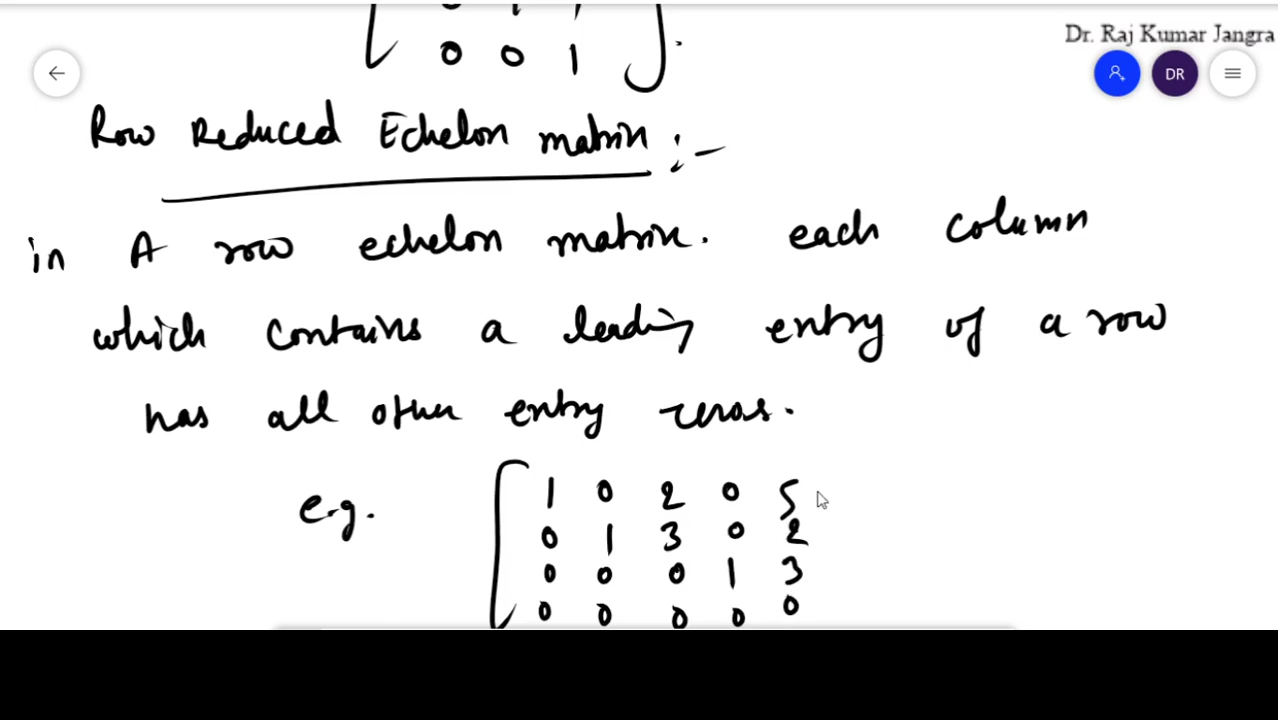 Dr. Raj Kumar Jangra
DR
0 0 1 .
Row Reduced Echelon matrix :-
in A row echelon matrix. each column
which contains a leading entry of a row
has all other entry zeros.
e.g.
1 0 2 0 5
0 1 3 0 2
0 0 0 1 3
0 0 0 0 0